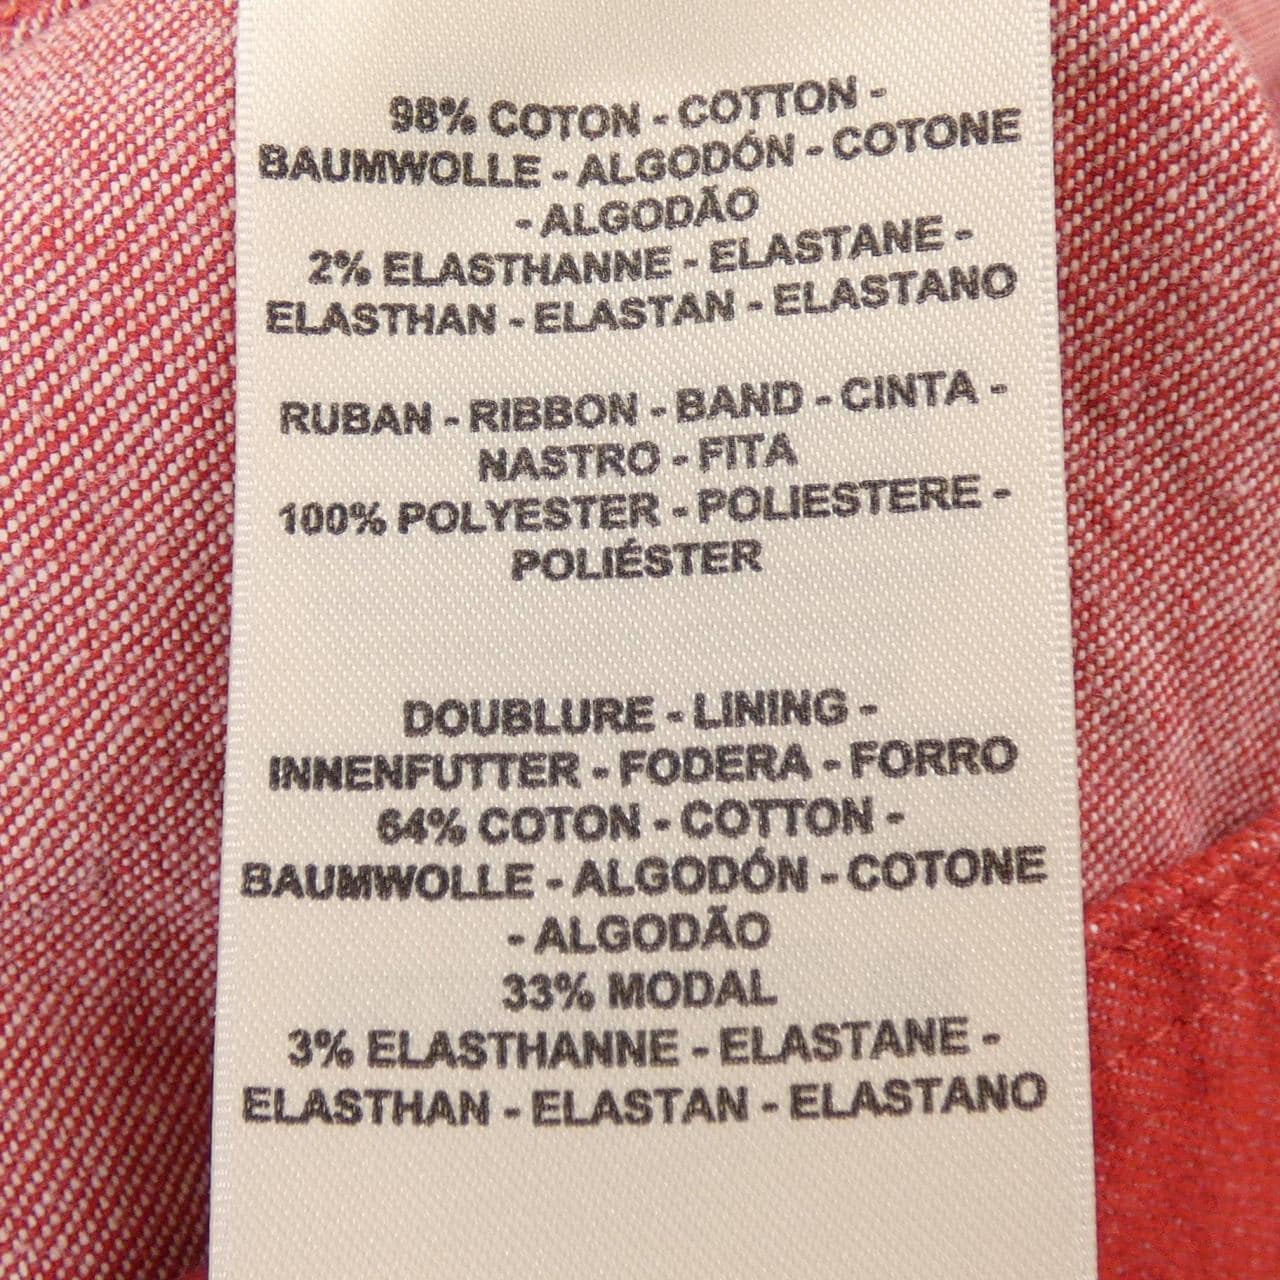 98% COTON - COTTON -
BAUMWOLLE - ALGODÓN - COTONE
- ALGODÃO
2% ELASTHANNE - ELASTANE -
ELASTHAN - ELASTAN - ELASTANO
RUBAN - RIBBON - BAND - CINTA -
NASTRO - FITA
100% POLYESTER - POLIESTERE -
POLIÉSTER
DOUBLURE - LINING -
INNENFUTTER - FODERA - FORRO
64% COTON - COTTON -
BAUMWOLLE - ALGODÓN - COTONE
- ALGODÃO
33% MODAL
3% ELASTHANNE - ELASTANE -
ELASTHAN - ELASTAN - ELASTANO